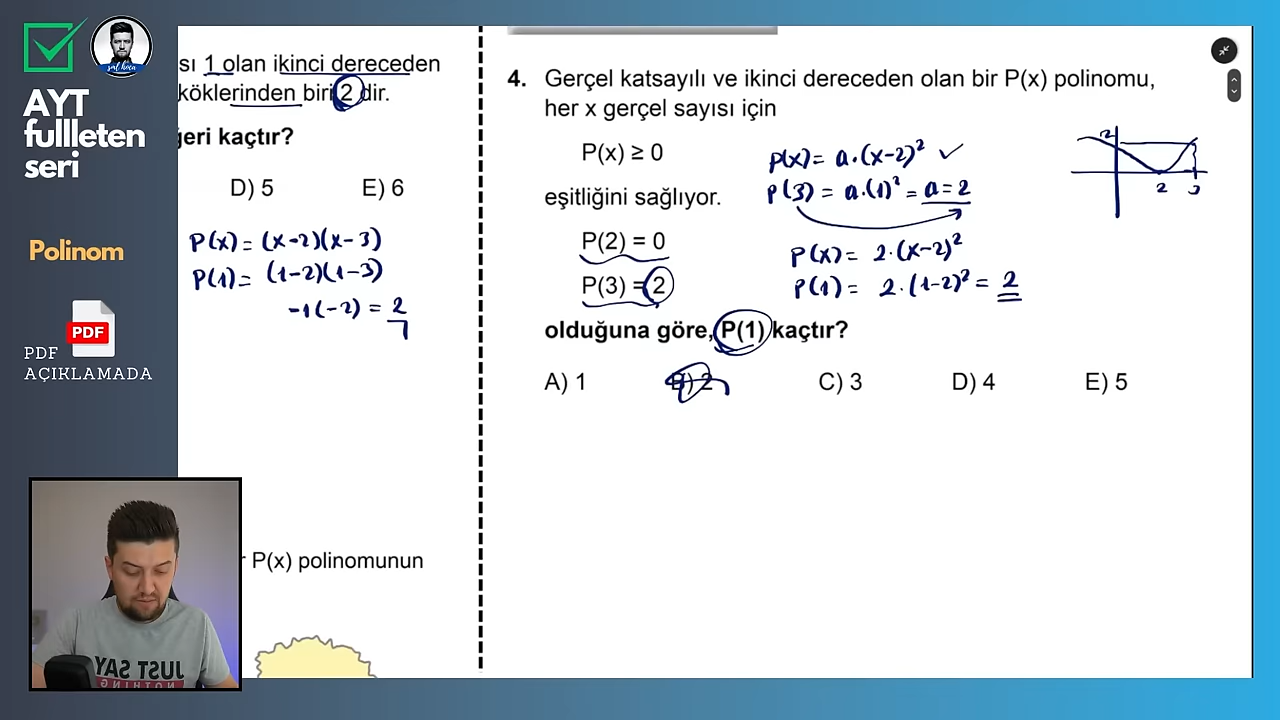 AYT
fullleten
seri
Polinom
PDF
PDF
AÇIKLAMADA
sı 1 olan ikinci dereceden
köklerinden biri 2 dir.
ğeri kaçtır?
D) 5 E) 6
P(x) = (x-2)(x-3)
P(1) = (1-2)(1-3)
-1(-2) = 2
P(x) polinomunun
JUST SAY
NOTHING
4. Gerçel katsayılı ve ikinci dereceden olan bir P(x) polinomu,
her x gerçel sayısı için
P(x) ≥ 0
eşitliğini sağlıyor.
P(2) = 0
P(3) = 2
olduğuna göre, P(1) kaçtır?
A) 1 B) 2 C) 3 D) 4 E) 5
P(x) = a.(x-2)²
P(3) = a.(1)² = a = 2
P(x) = 2.(x-2)²
P(1) = 2.(1-2)² = 2
2
2 3